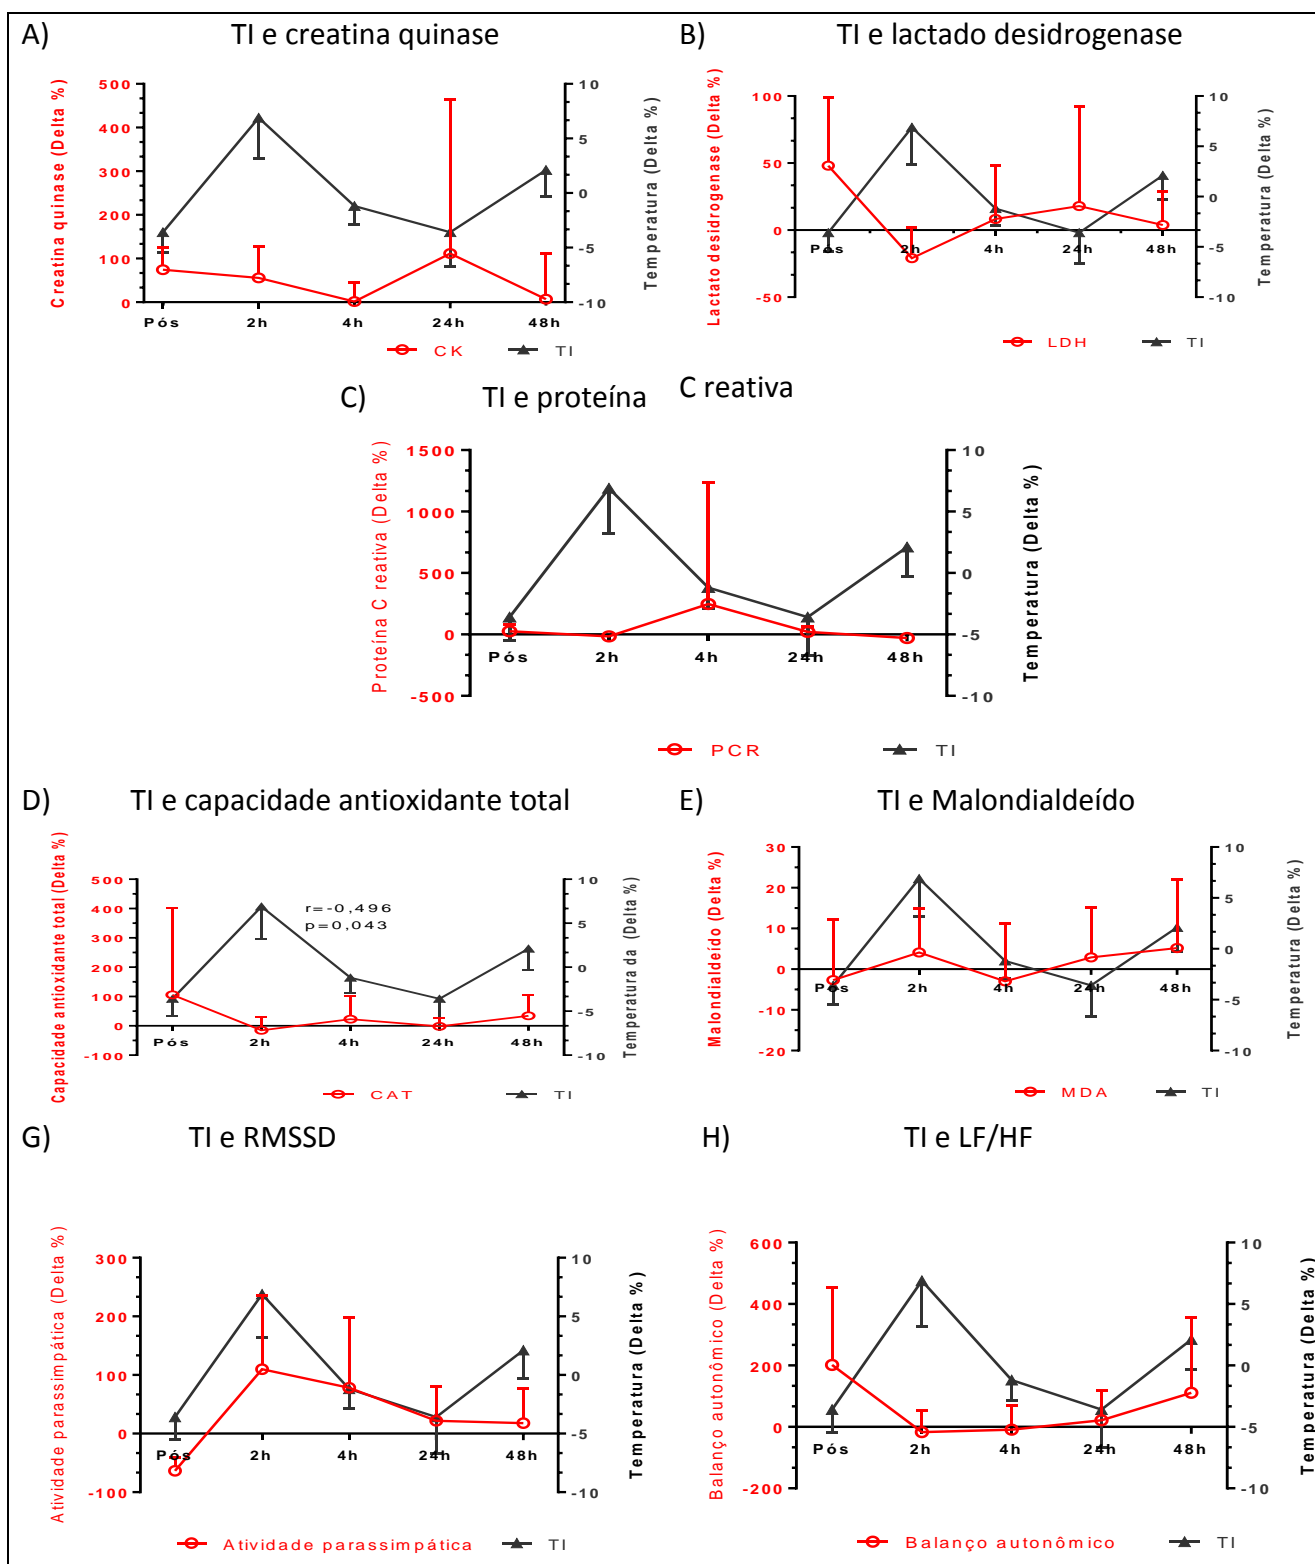 A) TI e creatina quinase
Creatina quinase (Delta %)
500
400
300
200
100
0
10
5
0
-5
-10
Temperatura (Delta %)
Pós 2h 4h 24h 48h
CK TI
B) TI e lactado desidrogenase
Lactato desidrogenase (Delta %)
100
50
0
-50
10
5
0
-5
-10
Temperatura (Delta %)
Pós 2h 4h 24h 48h
LDH TI
C) TI e proteína C reativa
Proteína C reativa (Delta %)
1500
1000
500
0
-500
10
5
0
-5
-10
Temperatura (Delta %)
Pós 2h 4h 24h 48h
PCR TI
D) TI e capacidade antioxidante total
Capacidade antioxidante total (Delta %)
500
400
300
200
100
0
-100
r=-0,496
p=0,043
10
5
0
-5
-10
Temperatura da (Delta %)
Pós 2h 4h 24h 48h
CAT TI
E) TI e Malondialdeído
Malondialdeído (Delta %)
30
20
10
0
-10
-20
10
5
0
-5
-10
Temperatura (Delta %)
Pós 2h 4h 24h 48h
MDA TI
G) TI e RMSSD
Atividade parassimpática (Delta %)
300
200
100
0
-100
10
5
0
-5
-10
Temperatura (Delta %)
Pós 2h 4h 24h 48h
Atividade parassimpática TI
H) TI e LF/HF
Balanço autonômico (Delta %)
600
400
200
0
-200
10
5
0
-5
-10
Temperatura (Delta %)
Pós 2h 4h 24h 48h
Balanço autonômico TI